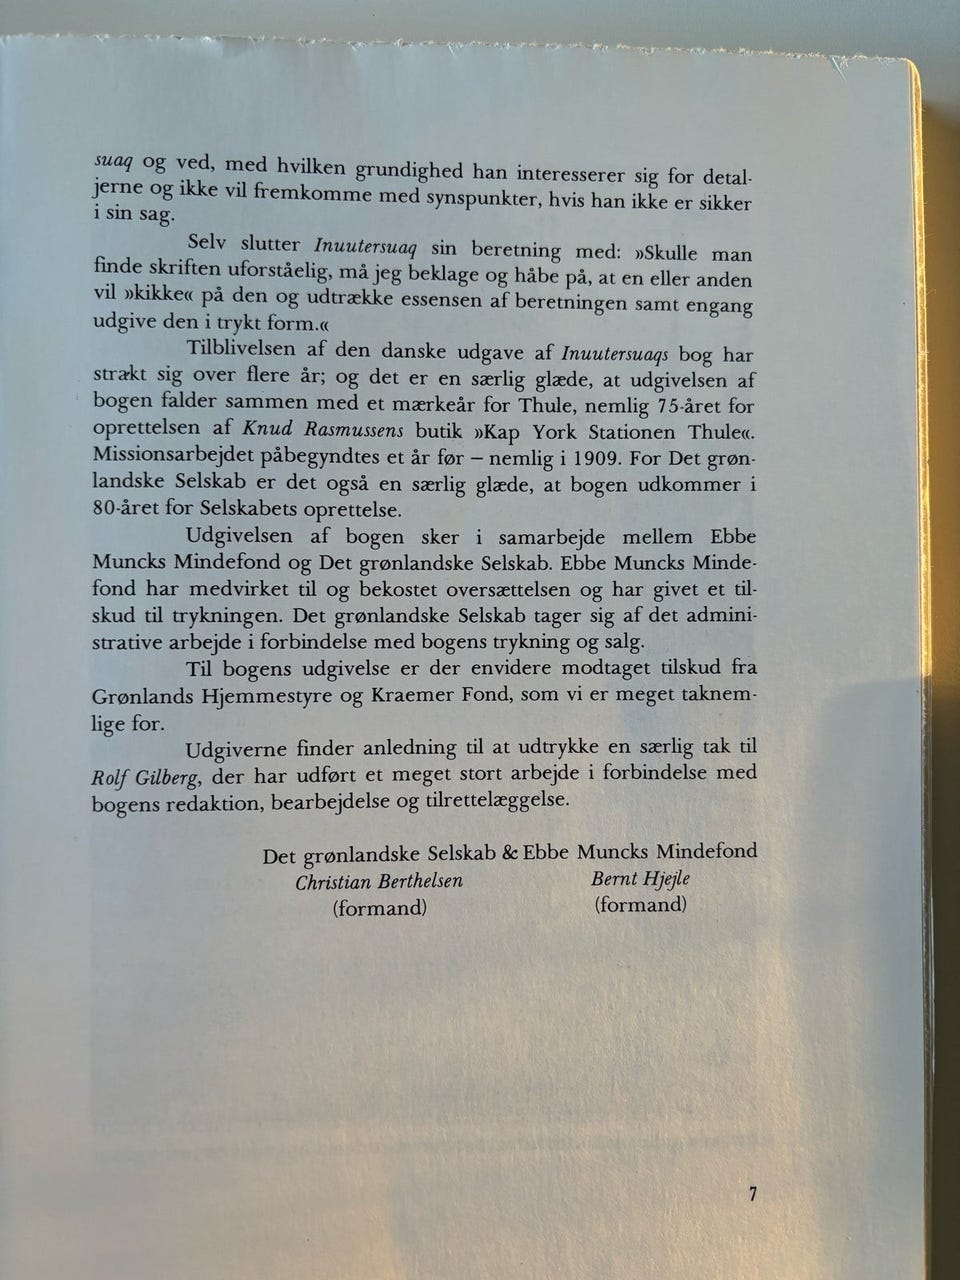 suaq og ved, med hvilken grundighed han interesserer sig for detal-
jerne og ikke vil fremkomme med synspunkter, hvis han ikke er sikker
i sin sag.
Selv slutter Inuutersuaq sin beretning med: »Skulle man
finde skriften uforståelig, må jeg beklage og håbe på, at en eller anden
vil »kikke« på den og udtrække essensen af beretningen samt engang
udgive den i trykt form.«
Tilblivelsen af den danske udgave af Inuutersuaqs bog har
strakt sig over flere år; og det er en særlig glæde, at udgivelsen af
bogen falder sammen med et mærkeår for Thule, nemlig 75-året for
oprettelsen af Knud Rasmussens butik »Kap York Stationen Thule«.
Missionsarbejdet påbegyndtes et år før – nemlig i 1909. For Det grøn-
landske Selskab er det også en særlig glæde, at bogen udkommer i
80-året for Selskabets oprettelse.
Udgivelsen af bogen sker i samarbejde mellem Ebbe
Muncks Mindefond og Det grønlandske Selskab. Ebbe Muncks Minde-
fond har medvirket til og bekostet oversættelsen og har givet et til-
skud til trykningen. Det grønlandske Selskab tager sig af det admini-
strative arbejde i forbindelse med bogens trykning og salg.
Til bogens udgivelse er der envidere modtaget tilskud fra
Grønlands Hjemmestyre og Kraemer Fond, som vi er meget taknem-
lige for.
Udgiverne finder anledning til at udtrykke en særlig tak til
Rolf Gilberg, der har udført et meget stort arbejde i forbindelse med
bogens redaktion, bearbejdelse og tilrettelæggelse.
Det grønlandske Selskab & Ebbe Muncks Mindefond
Christian Berthelsen Bernt Hjejle
(formand) (formand)
7